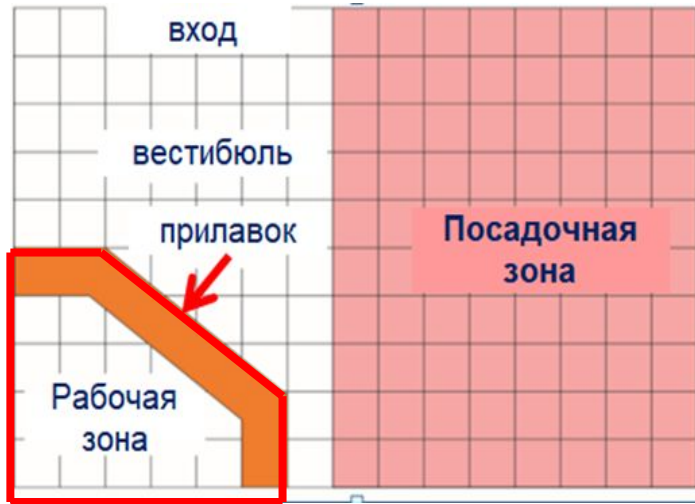 вход
вестибюль
прилавок
Посадочная
зона
Рабочая
зона